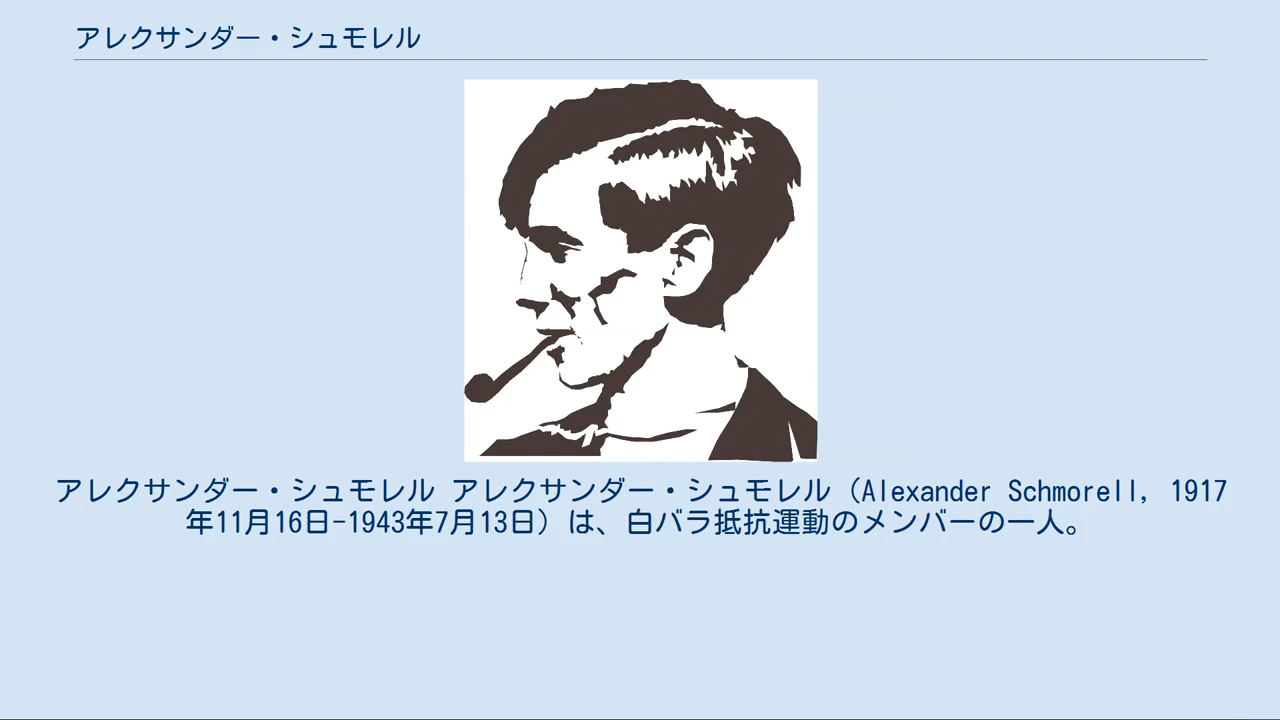 アレクサンダー・シュモレル
アレクサンダー・シュモレル アレクサンダー・シュモレル（Alexander Schmorell, 1917
年11月16日-1943年7月13日）は、白バラ抵抗運動のメンバーの一人。